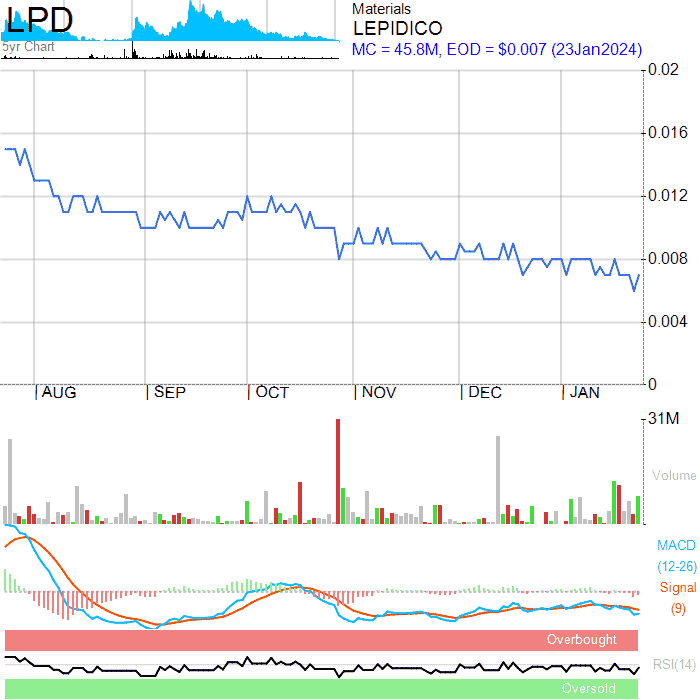 LPD
5yr Chart
Materials
LEPIDICO
MC = 45.8M, EOD = $0.007 (23Jan2024)
0.02
0.016
0.012
0.008
0.004
0
AUG SEP OCT NOV DEC JAN
31M
Volume
MACD
(12-26)
Signal
(9)
Overbought
RSI(14)
Oversold